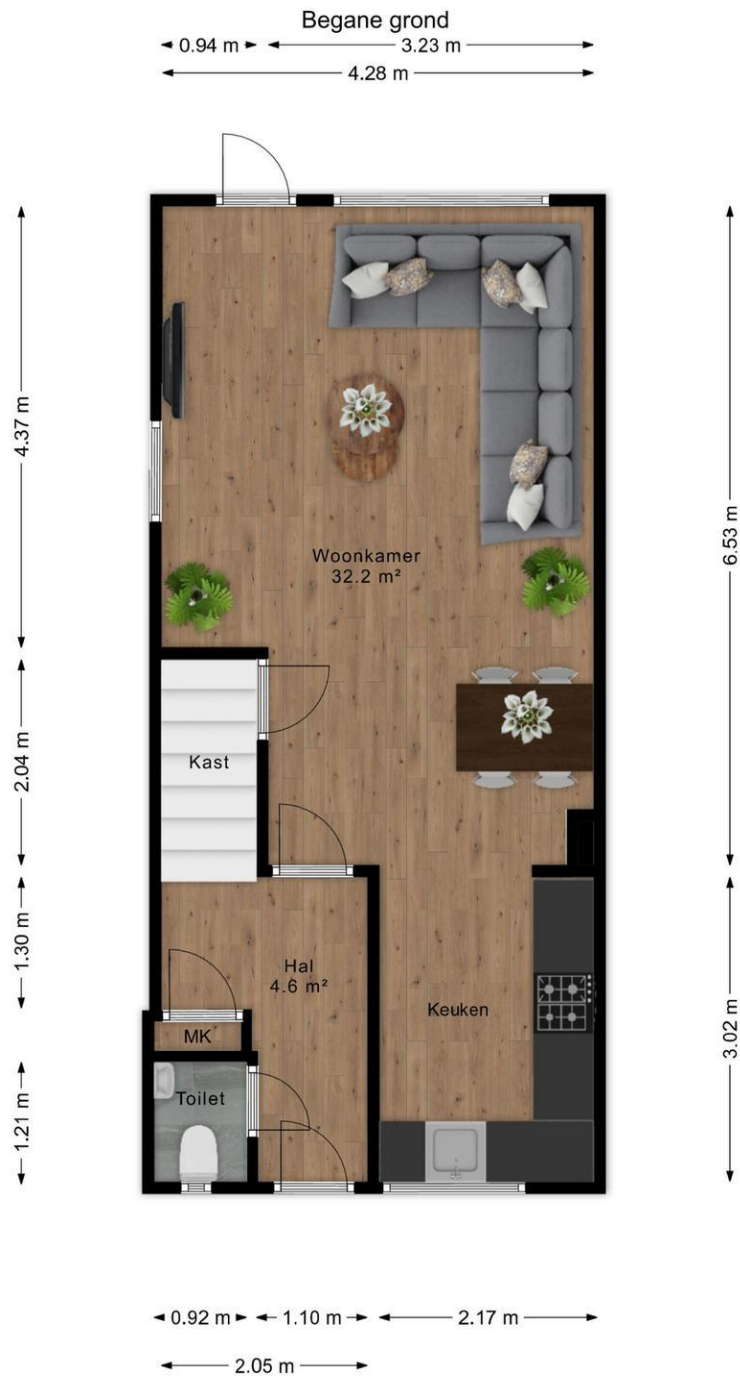 Begane grond
0.94 m
3.23 m
4.28 m
4.37 m
6.53 m
Woonkamer
32.2 m²
2.04 m
Kast
1.30 m
Hal
4.6 m²
Keuken
MK
3.02 m
1.21 m
Toilet
0.92 m
1.10 m
2.17 m
2.05 m